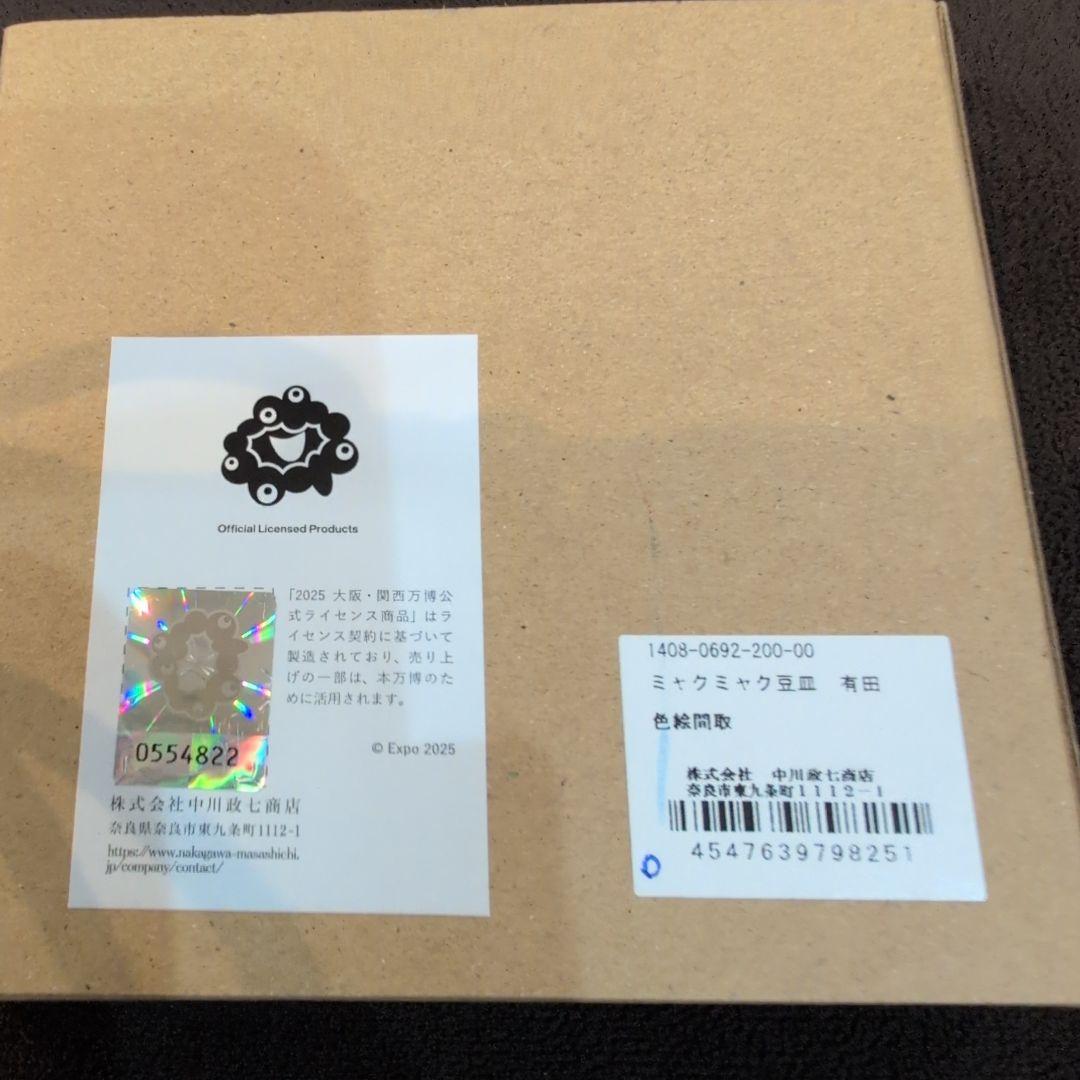 Official Licensed Products
「2025 大阪・関西万博公
式ライセンス商品」はラ
イセンス契約に基づいて
製造されており、売り上
げの一部は、本万博のた
めに活用されます。
0554822
© Expo 2025
株式会社中川政七商店
奈良県奈良市東九条町1112-1
https://www.nakagawa-masashichi.
jp/company/contact/
1408-0692-200-00
ミャクミャク豆皿 有田
色絵間取
株式会社 中川政七商店
奈良市東九条町1112-1
4547639798251